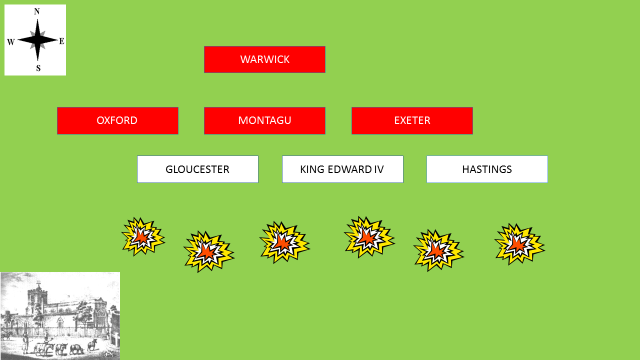 N
W E
S
WARWICK
OXFORD MONTAGU EXETER
GLOUCESTER KING EDWARD IV HASTINGS